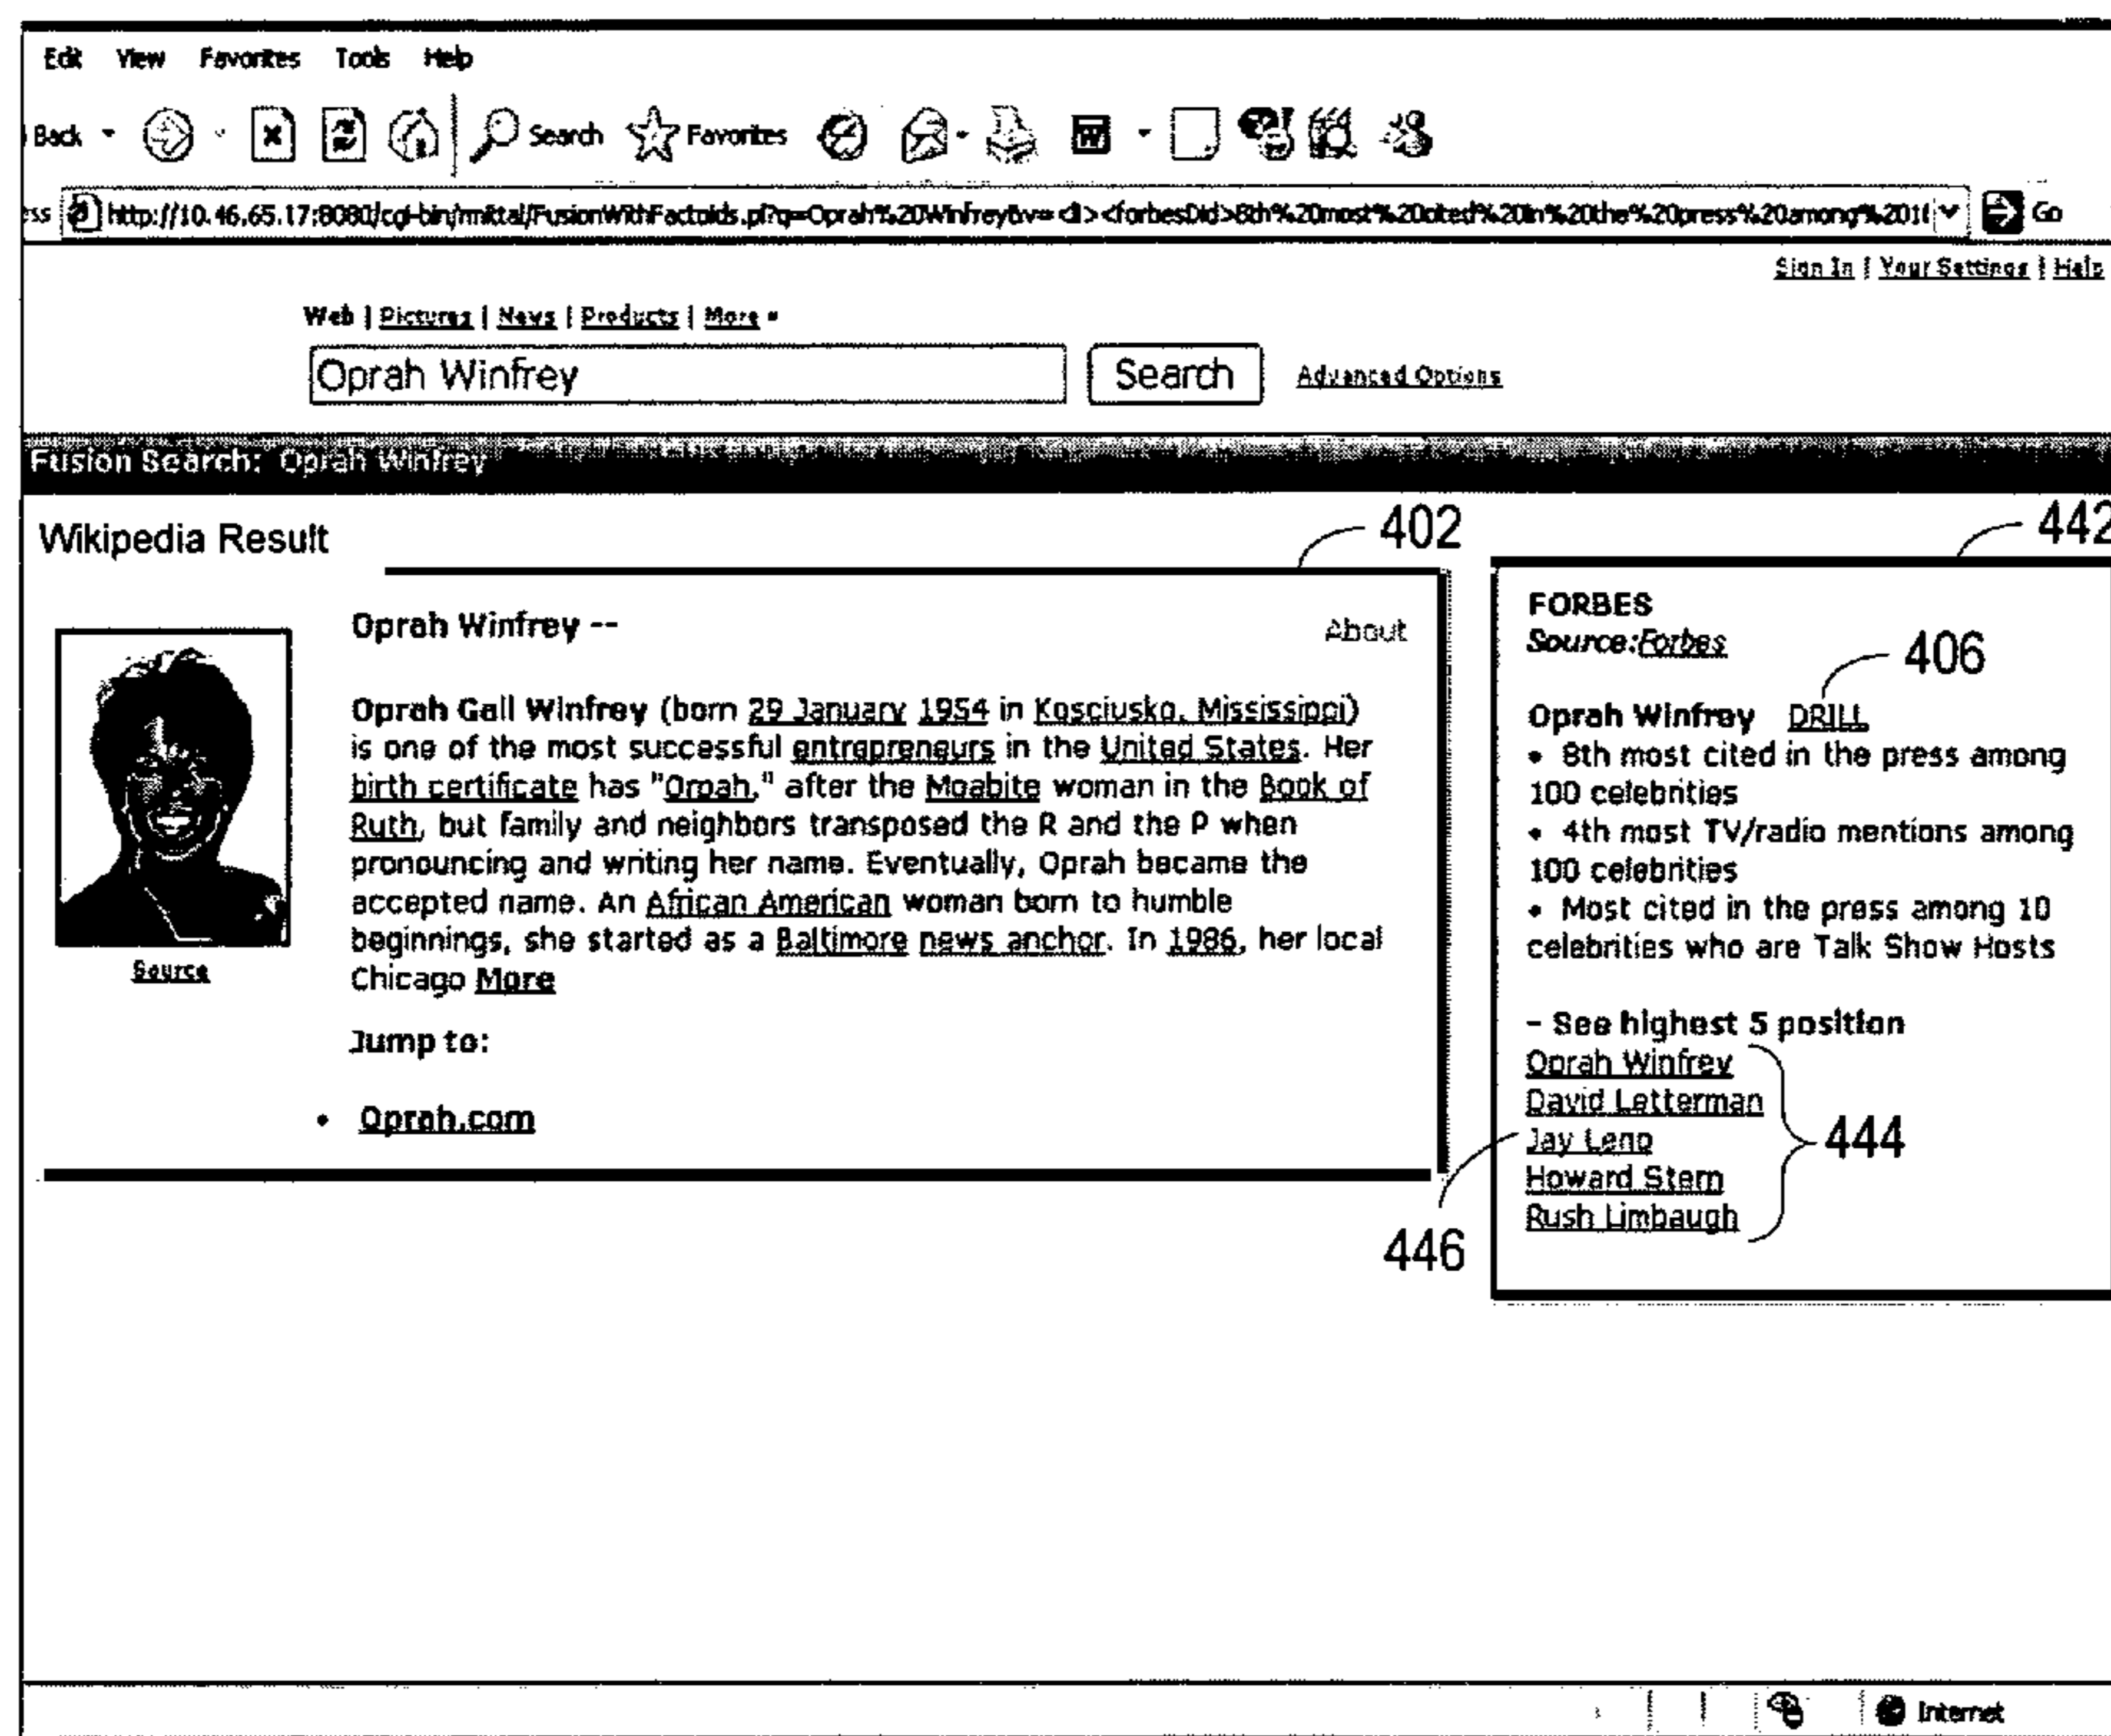 Edit View Favorites Tools Help
Back Search Favorites
ess http://10.46.65.17:8080/cgi-bin/rmittal/FusionWithFactoids.pl?q=Oprah%20Winfrey&v=<li><forbesDid>8th%20most%20cited%20in%20the%20press%20among%2010 Go
Sign In | Your Settings | Help
Web | Pictures | News | Products | More »
Oprah Winfrey Search Advanced Options
Fusion Search: Oprah Winfrey
Wikipedia Result
402
442
Oprah Winfrey --
About
Oprah Gail Winfrey (born 29 January 1954 in Kosciusko, Mississippi)
is one of the most successful entrepreneurs in the United States. Her
birth certificate has "Orpah," after the Moabite woman in the Book of
Ruth, but family and neighbors transposed the R and the P when
pronouncing and writing her name. Eventually, Oprah became the
accepted name. An African American woman born to humble
beginnings, she started as a Baltimore news anchor. In 1986, her local
Chicago More
Source
Jump to:
• Oprah.com
FORBES
Source:Forbes
406
Oprah Winfrey DRILL
• 8th most cited in the press among
100 celebrities
• 4th most TV/radio mentions among
100 celebrities
• Most cited in the press among 10
celebrities who are Talk Show Hosts
- See highest 5 position
Oprah Winfrey
David Letterman
Jay Leno
Howard Stern
Rush Limbaugh
444
446
Internet